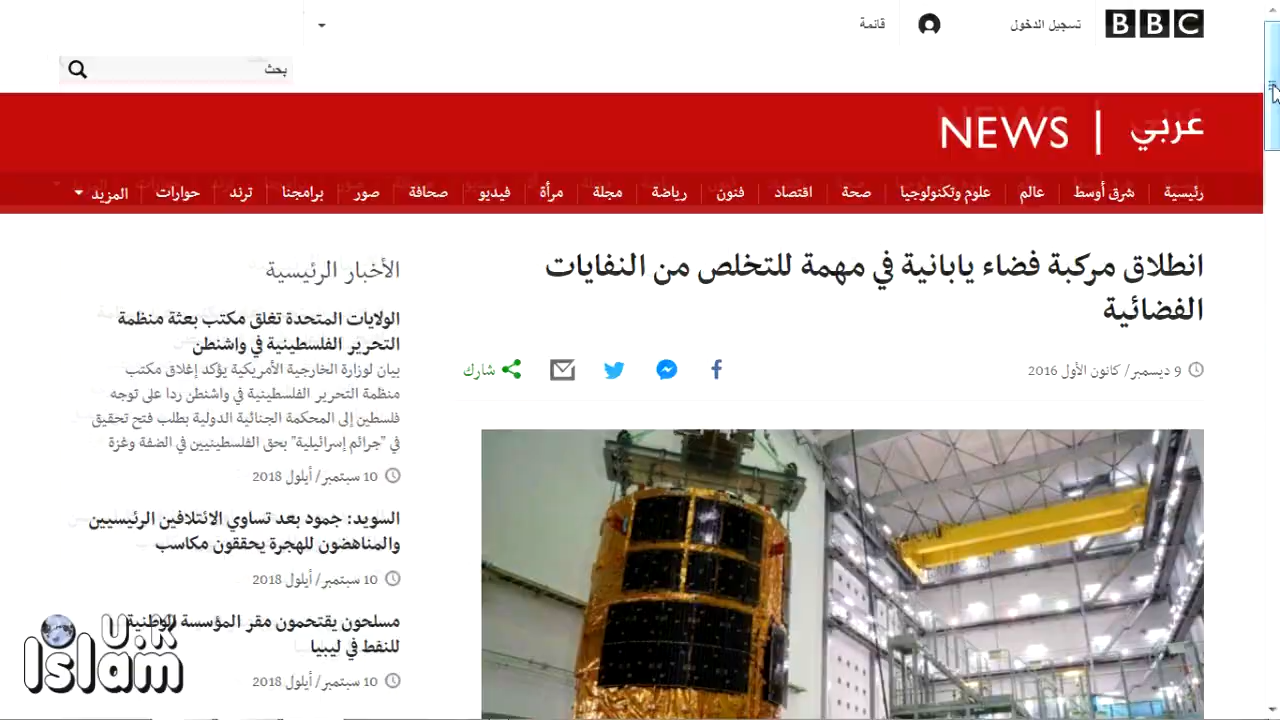 BBC
تسجيل الدخول
قائمة
بحث
عربي | NEWS
رئيسية
شرق أوسط
عالم
علوم وتكنولوجيا
صحة
اقتصاد
فنون
رياضة
مجلة
مرأة
فيديو
صحافة
صور
برامجنا
ترند
حوارات
المزيد
انطلاق مركبة فضاء يابانية في مهمة للتخلص من النفايات
الفضائية
9 ديسمبر/ كانون الأول 2016
شارك
الأخبار الرئيسية
الولايات المتحدة تغلق مكتب بعثة منظمة
التحرير الفلسطينية في واشنطن
بيان لوزارة الخارجية الأمريكية يؤكد إغلاق مكتب
منظمة التحرير الفلسطينية في واشنطن ردا على توجه
فلسطين إلى المحكمة الجنائية الدولية بطلب فتح تحقيق
في "جرائم إسرائيلية" بحق الفلسطينيين في الضفة وغزة
10 سبتمبر/ أيلول 2018
السويد: جمود بعد تساوي الائتلافين الرئيسيين
والمناهضون للهجرة يحققون مكاسب
10 سبتمبر/ أيلول 2018
مسلحون يقتحمون مقر المؤسسة الوطنية
للنفط في ليبيا
10 سبتمبر/ أيلول 2018
Islam